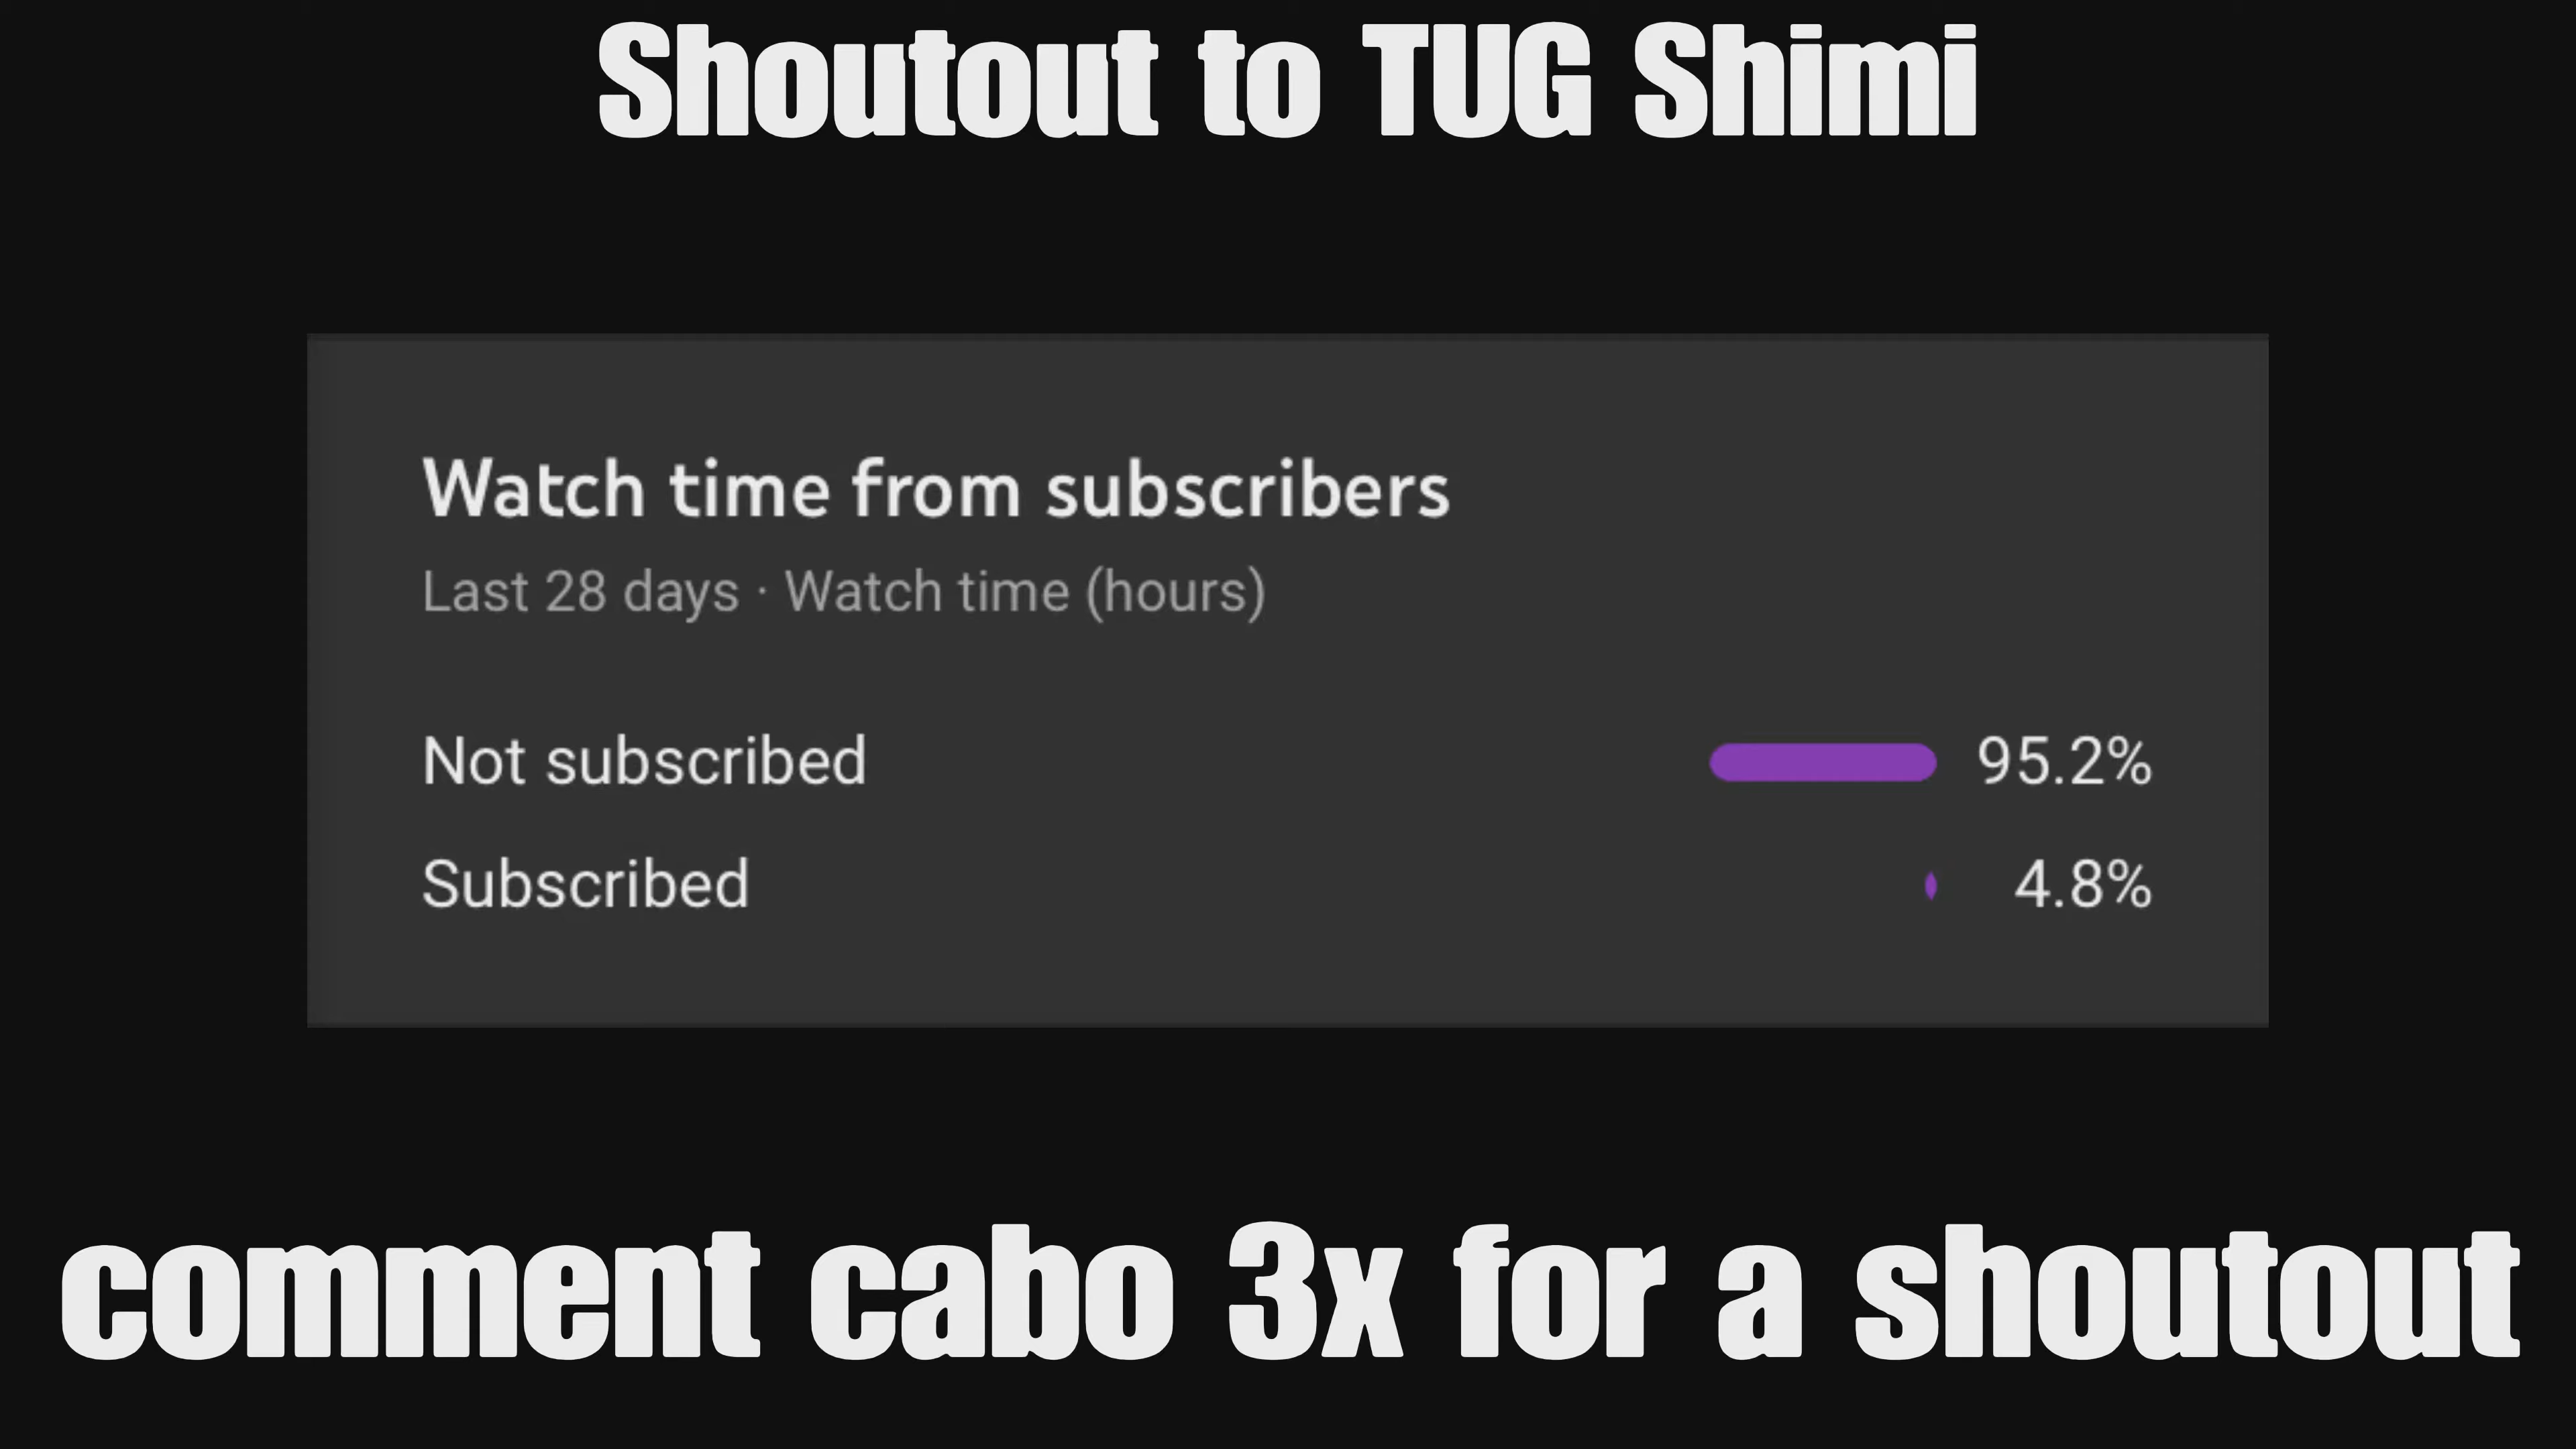 Shoutout to TUG Shimi
Watch time from subscribers
Last 28 days · Watch time (hours)
Not subscribed 95.2%
Subscribed 4.8%
comment cabo 3x for a shoutout